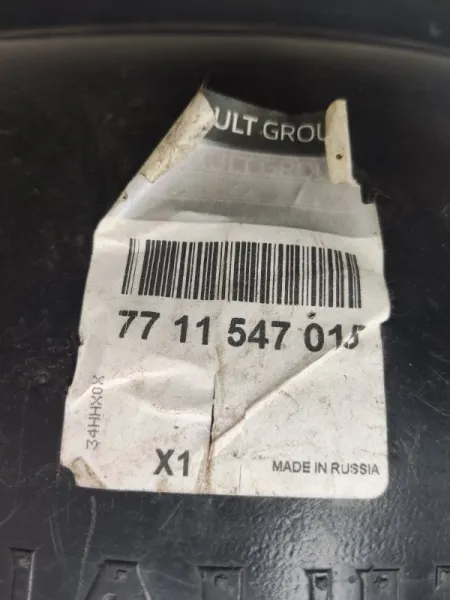 ULT GROU
77 11 547 015
34HHX0X
X1
MADE IN RUSSIA